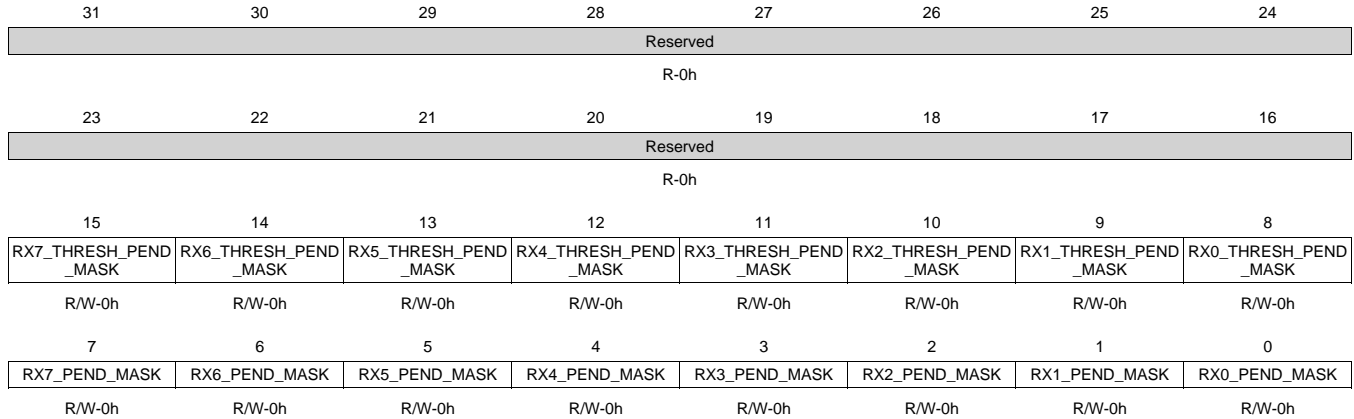 31 30 29 28 27 26 25 24
Reserved
R-0h
23 22 21 20 19 18 17 16
Reserved
R-0h
15 14 13 12 11 10 9 8
RX7_THRESH_PEND RX6_THRESH_PEND RX5_THRESH_PEND RX4_THRESH_PEND RX3_THRESH_PEND RX2_THRESH_PEND RX1_THRESH_PEND RX0_THRESH_PEND
_MASK _MASK _MASK _MASK _MASK _MASK _MASK _MASK
R/W-0h R/W-0h R/W-0h R/W-0h R/W-0h R/W-0h R/W-0h R/W-0h
7 6 5 4 3 2 1 0
RX7_PEND_MASK RX6_PEND_MASK RX5_PEND_MASK RX4_PEND_MASK RX3_PEND_MASK RX2_PEND_MASK RX1_PEND_MASK RX0_PEND_MASK
R/W-0h R/W-0h R/W-0h R/W-0h R/W-0h R/W-0h R/W-0h R/W-0h